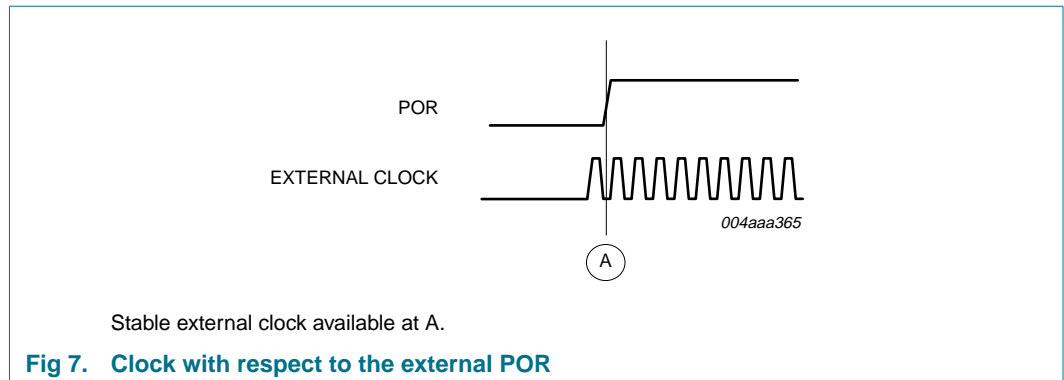 POR
EXTERNAL CLOCK
004aaa365
A
Stable external clock available at A.
Fig 7. Clock with respect to the external POR